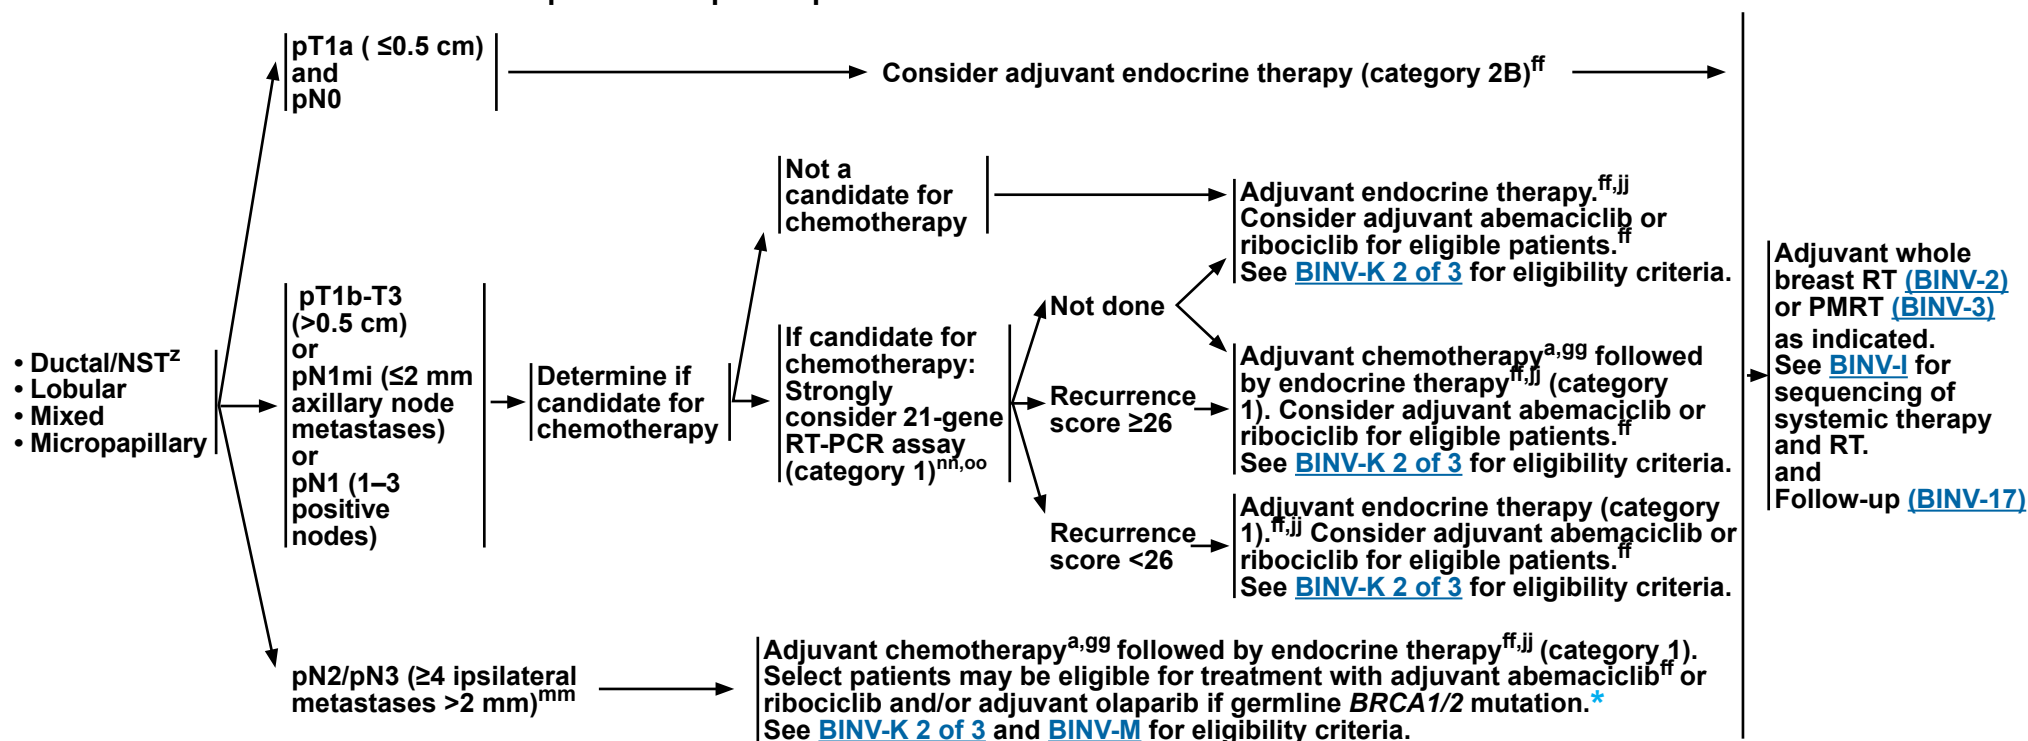 • Ductal/NSTz
• Lobular
• Mixed
• Micropapillary
pT1a ( ≤0.5 cm)
and
pN0
Consider adjuvant endocrine therapy (category 2B)ff
pT1b-T3
(>0.5 cm)
or
pN1mi (≤2 mm
axillary node
metastases)
or
pN1 (1–3
positive
nodes)
Determine if
candidate for
chemotherapy
Not a
candidate for
chemotherapy
If candidate for
chemotherapy:
Strongly
consider 21-gene
RT-PCR assay
(category 1)nn,oo
Not done
Recurrence
score ≥26
Recurrence
score <26
Adjuvant endocrine therapy.ff,jj
Consider adjuvant abemaciclib or
ribociclib for eligible patients.ff
See BINV-K 2 of 3 for eligibility criteria.
Adjuvant chemotherapya,gg followed
by endocrine therapyff,jj (category
1). Consider adjuvant abemaciclib or
ribociclib for eligible patients.ff
See BINV-K 2 of 3 for eligibility criteria.
Adjuvant endocrine therapy (category
1).ff,jj Consider adjuvant abemaciclib or
ribociclib for eligible patients.ff
See BINV-K 2 of 3 for eligibility criteria.
pN2/pN3 (≥4 ipsilateral
metastases >2 mm)mm
Adjuvant chemotherapya,gg followed by endocrine therapyff,jj (category 1).
Select patients may be eligible for treatment with adjuvant abemaciclibff or
ribociclib and/or adjuvant olaparib if germline BRCA1/2 mutation.*
See BINV-K 2 of 3 and BINV-M for eligibility criteria.
Adjuvant whole
breast RT (BINV-2)
or PMRT (BINV-3)
as indicated.
See BINV-I for
sequencing of
systemic therapy
and RT.
and
Follow-up (BINV-17)